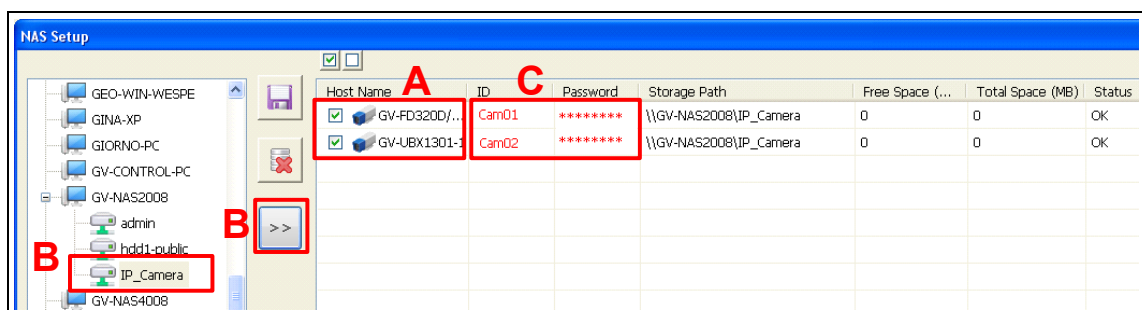 NAS Setup
A
C
Host Name ID Password Storage Path Free Space (... Total Space (MB) Status
GEO-WIN-WESPE
GV-FD320D/... Cam01 ******** \\GV-NAS2008\IP_Camera 0 0 OK
GINA-XP
GV-UBX1301-1 Cam02 ******** \\GV-NAS2008\IP_Camera 0 0 OK
GIORNO-PC
GV-CONTROL-PC
GV-NAS2008
admin
B
>>
hdd1-public
B
IP_Camera
GV-NAS4008